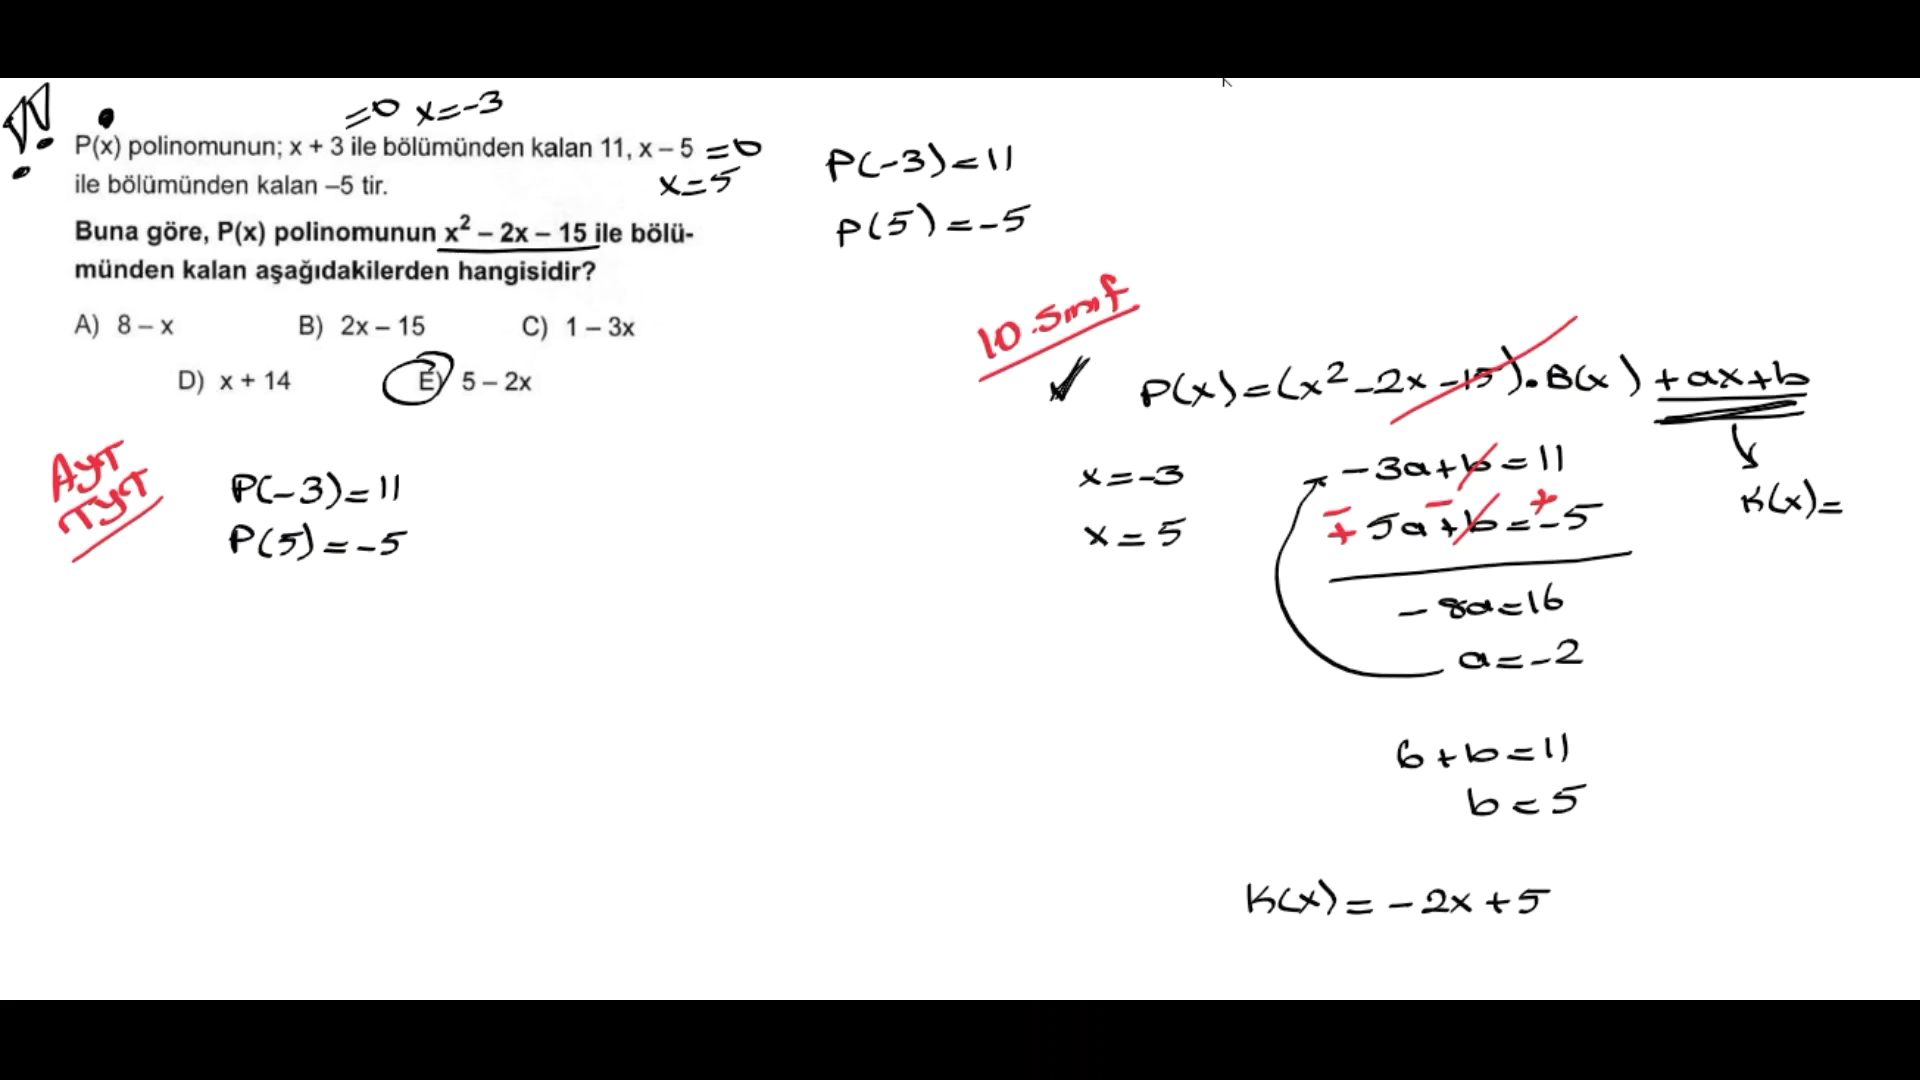 =0 x=-3
P(x) polinomunun; x + 3 ile bölümünden kalan 11, x – 5 =0
ile bölümünden kalan –5 tir. x=5
Buna göre, P(x) polinomunun x² – 2x – 15 ile bölü-
münden kalan aşağıdakilerden hangisidir?
A) 8 – x B) 2x – 15 C) 1 – 3x
D) x + 14 E) 5 – 2x
P(-3)=11
P(5)=-5
AYT
TYT
P(-3)=11
P(5)=-5
10.Sınıf
P(x)=(x²-2x-15).B(x)+ax+b
x=-3 -3a+b=11
x=5 5a+b=-5
K(x)=
-8a=16
a=-2
6+b=11
b=5
K(x)=-2x+5